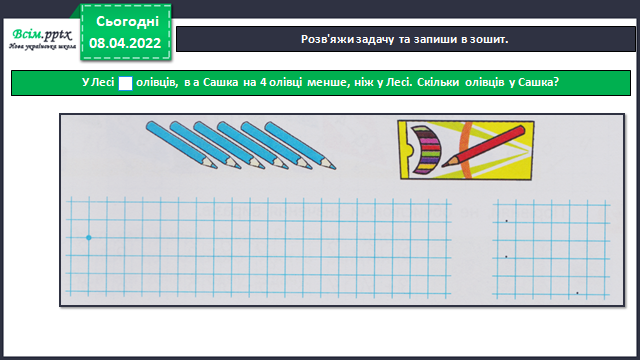 Всім.pptx
Нова українська школа
Сьогодні
08.04.2022
Розв'яжи задачу та запиши в зошит.
У Лесі олівців, в а Сашка на 4 олівці менше, ніж у Лесі. Скільки олівців у Сашка?